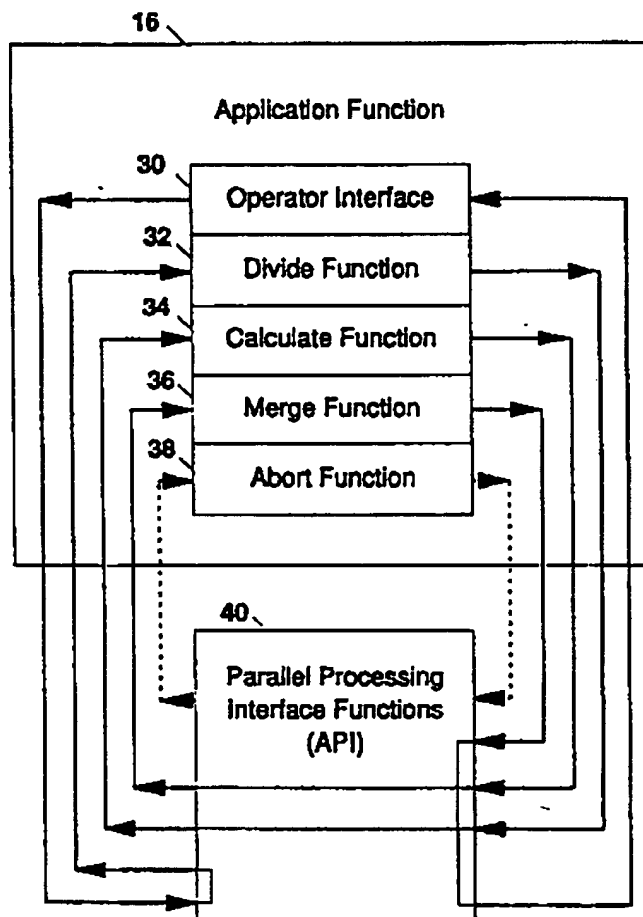 16
Application Function
30
Operator Interface
32
Divide Function
34
Calculate Function
36
Merge Function
38
Abort Function
40
Parallel Processing
Interface Functions
(API)